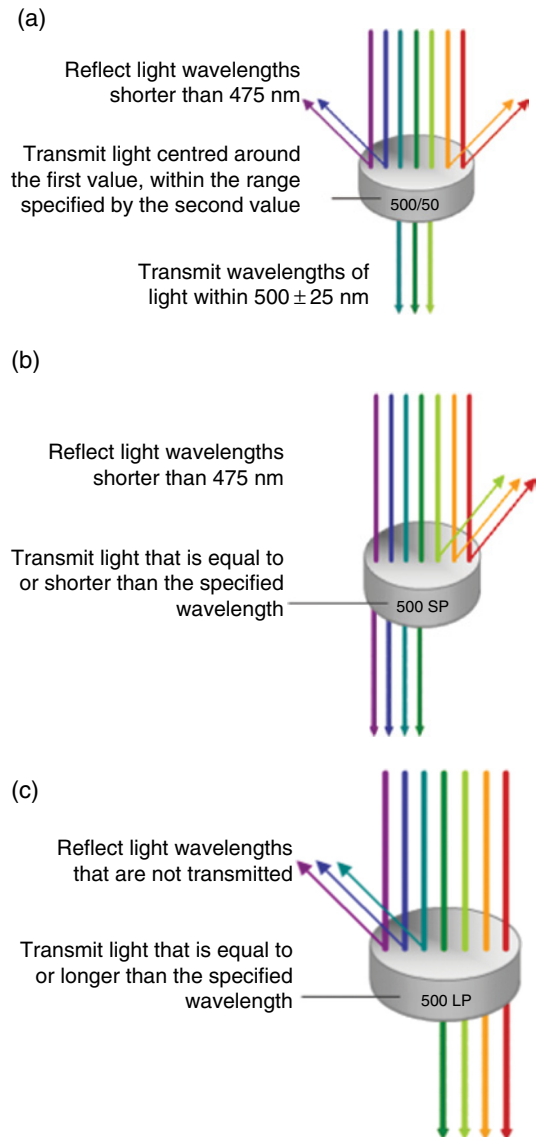 (a)
Reflect light wavelengths
shorter than 475 nm
Transmit light centred around
the first value, within the range
specified by the second value
500/50
Transmit wavelengths of
light within 500 ± 25 nm
(b)
Reflect light wavelengths
shorter than 475 nm
Transmit light that is equal to
or shorter than the specified
wavelength
500 SP
(c)
Reflect light wavelengths
that are not transmitted
Transmit light that is equal to
or longer than the specified
wavelength
500 LP